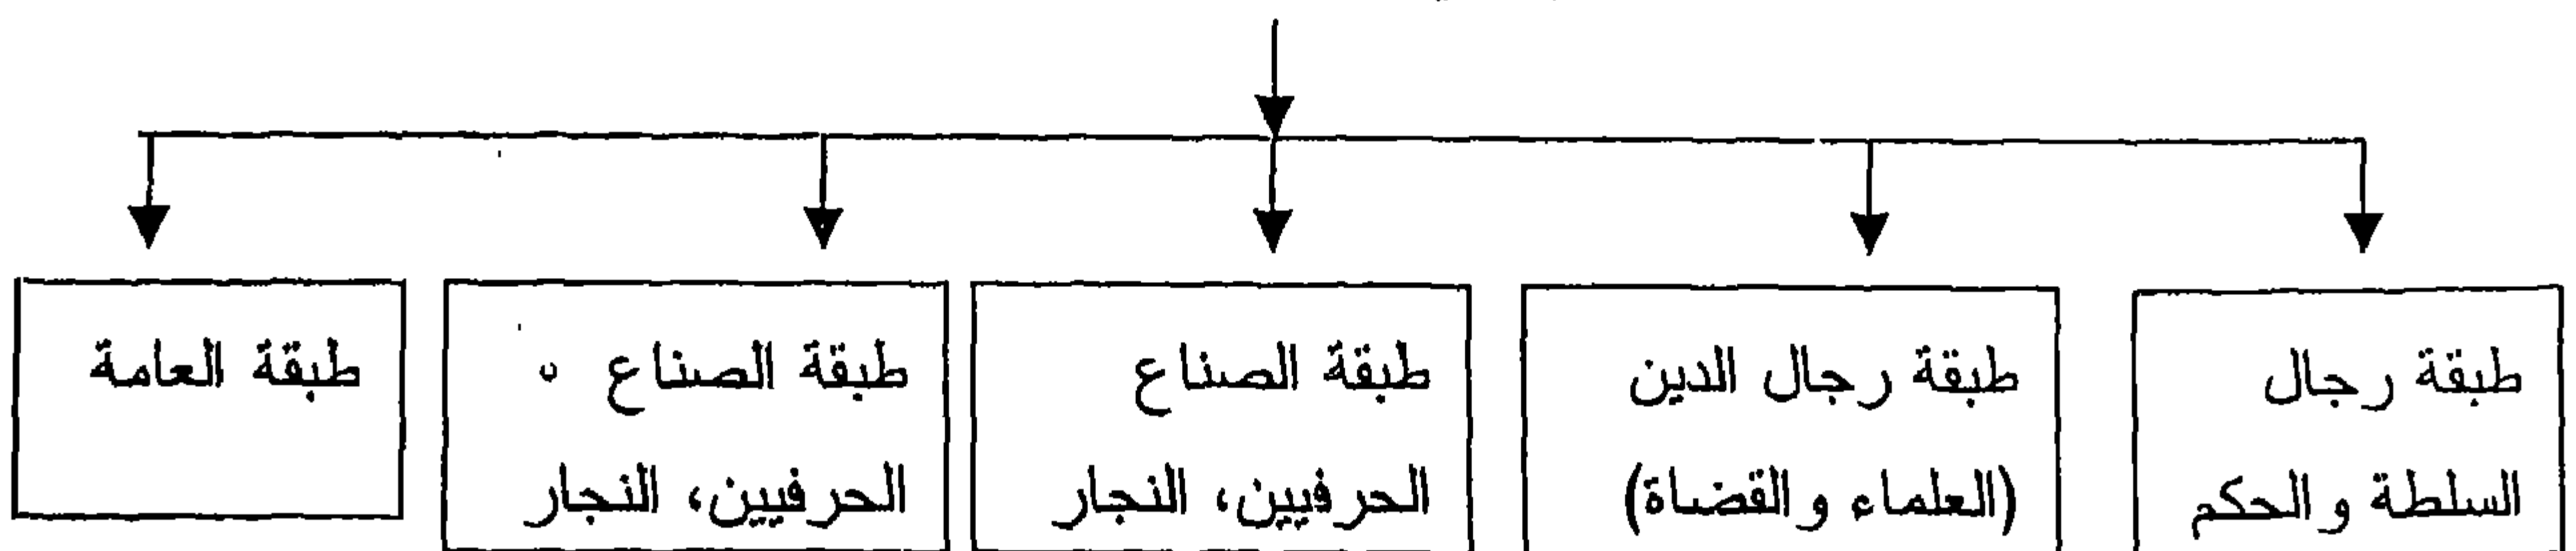 طبقة رجال
السلطة والحكم
طبقة رجال الدين
(العلماء والقضاة)
طبقة الصناع
الحرفيين، النجار
طبقة الصناع
الحرفيين، النجار
طبقة العامة